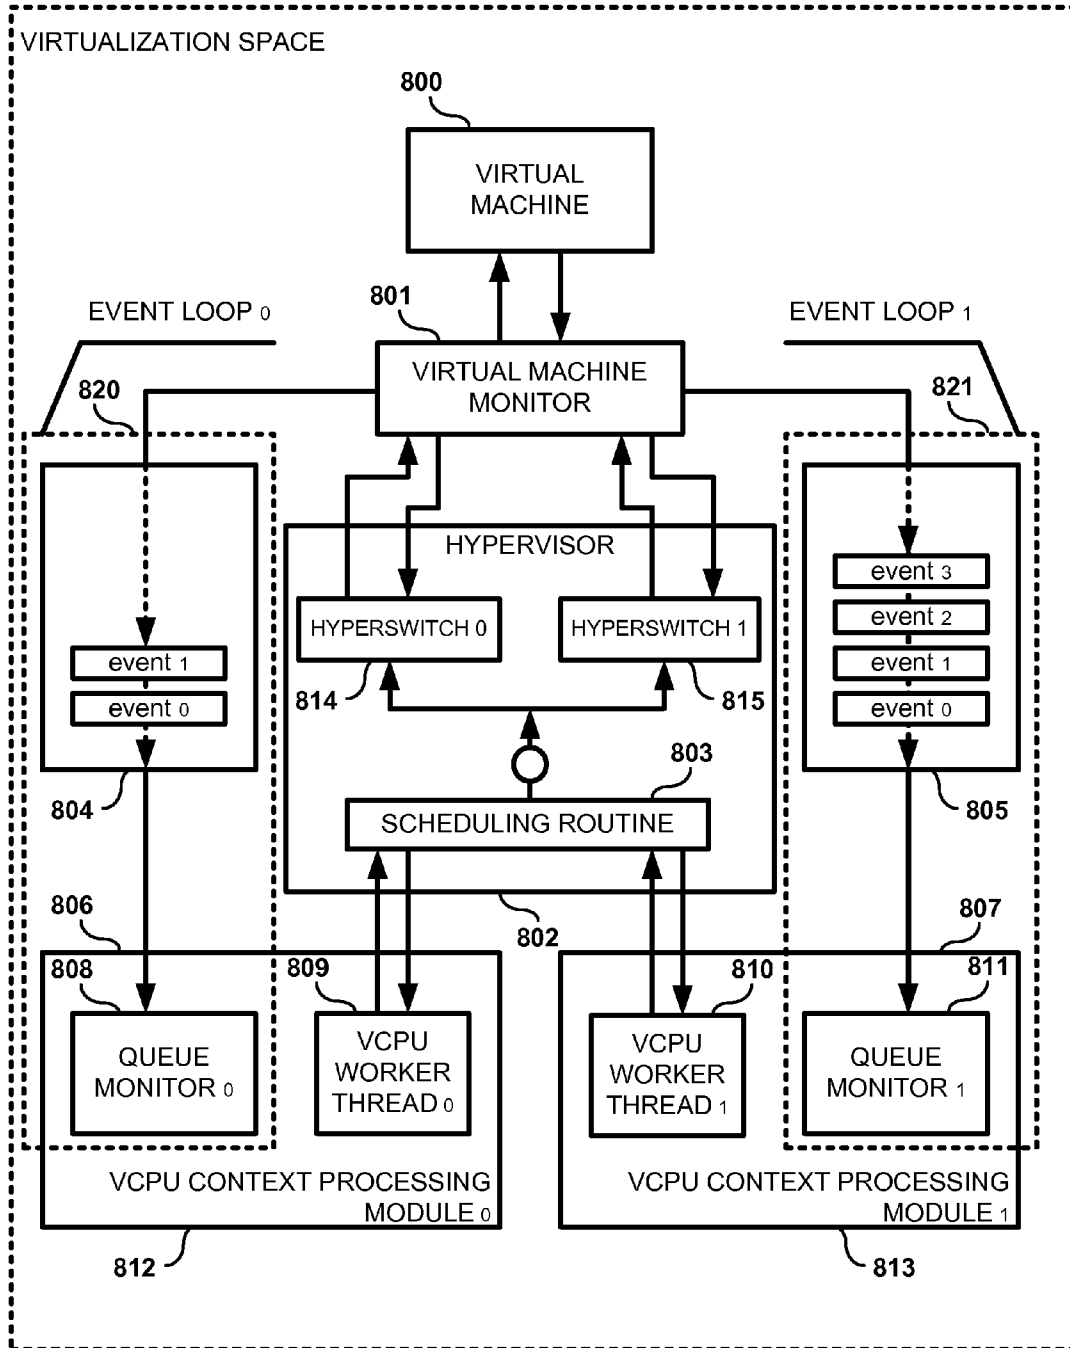 VIRTUALIZATION SPACE
800
VIRTUAL
MACHINE
EVENT LOOP 0
801
EVENT LOOP 1
VIRTUAL MACHINE
MONITOR
820
821
HYPERVISOR
event 3
HYPERSWITCH 0
HYPERSWITCH 1
event 2
event 1
event 1
event 0
event 0
814
815
803
804
805
SCHEDULING ROUTINE
806
802
807
808
809
810
811
QUEUE
MONITOR 0
VCPU
WORKER
THREAD 0
VCPU
WORKER
THREAD 1
QUEUE
MONITOR 1
VCPU CONTEXT PROCESSING
MODULE 0
VCPU CONTEXT PROCESSING
MODULE 1
812
813